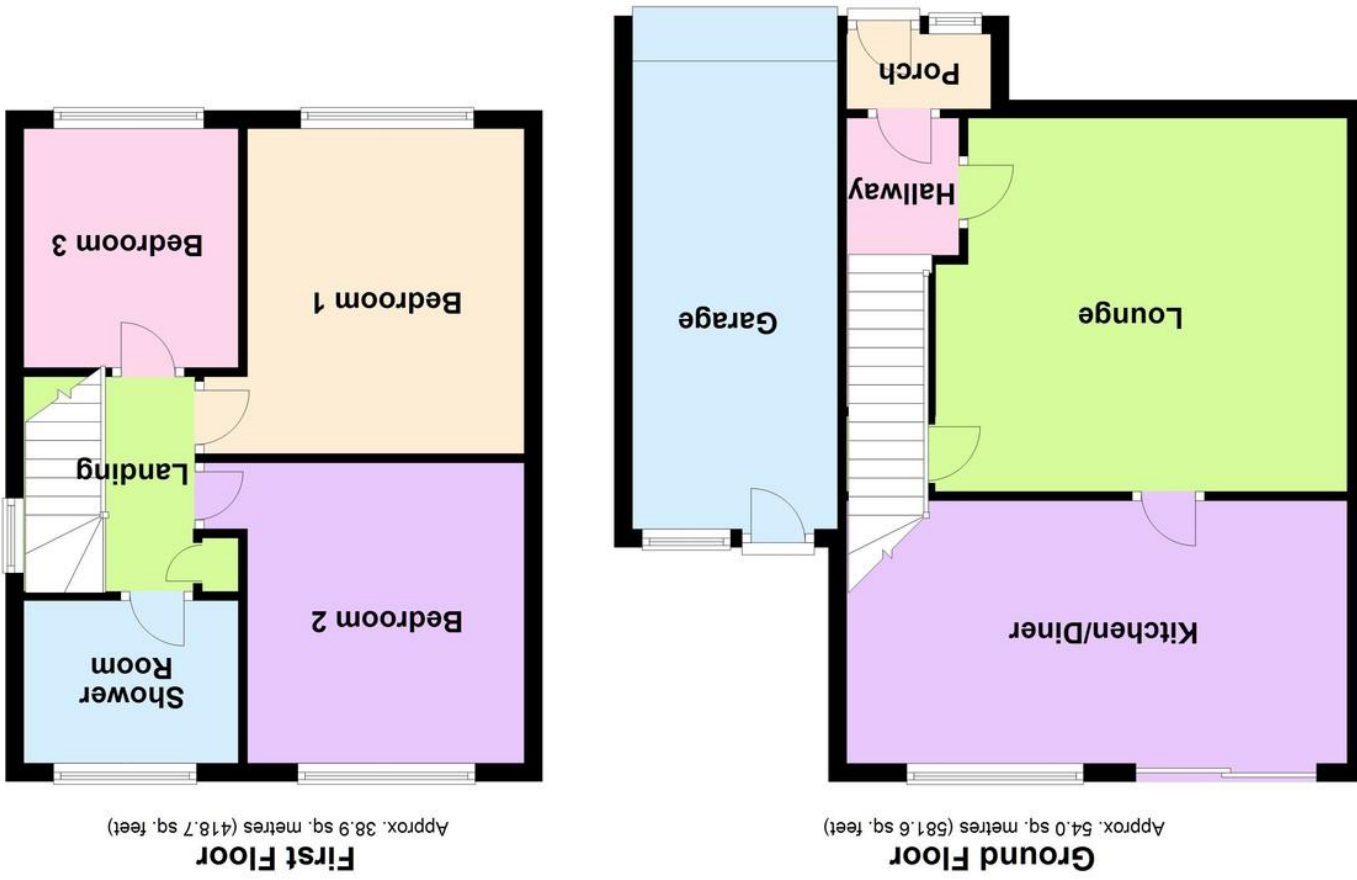 Ground Floor
Approx. 54.0 sq. metres (581.6 sq. feet)
Kitchen/Diner
Lounge
Garage
Hallway
Porch
First Floor
Approx. 38.9 sq. metres (418.7 sq. feet)
Bedroom 2
Shower
Room
Landing
Bedroom 1
Bedroom 3